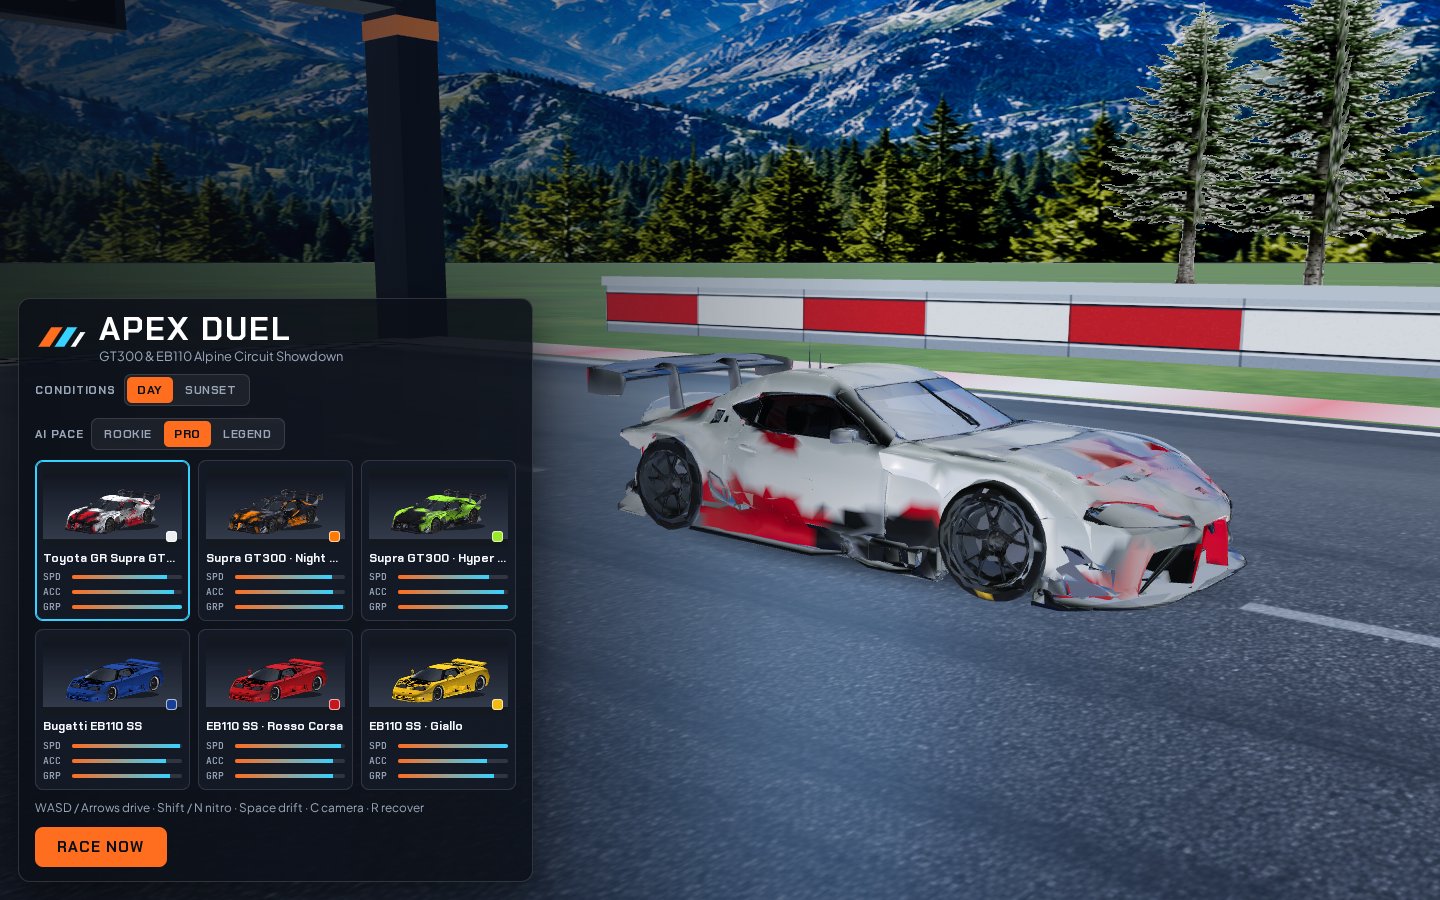 APEX DUEL
GT300 & EB110 Alpine Circuit Showdown
CONDITIONS DAY SUNSET
AI PACE ROOKIE PRO LEGEND
Toyota GR Supra GT...
SPD
ACC
GRP
Supra GT300 · Night ...
SPD
ACC
GRP
Supra GT300 · Hyper ...
SPD
ACC
GRP
Bugatti EB110 SS
SPD
ACC
GRP
EB110 SS · Rosso Corsa
SPD
ACC
GRP
EB110 SS · Giallo
SPD
ACC
GRP
WASD / Arrows drive · Shift / N nitro · Space drift · C camera · R recover
RACE NOW